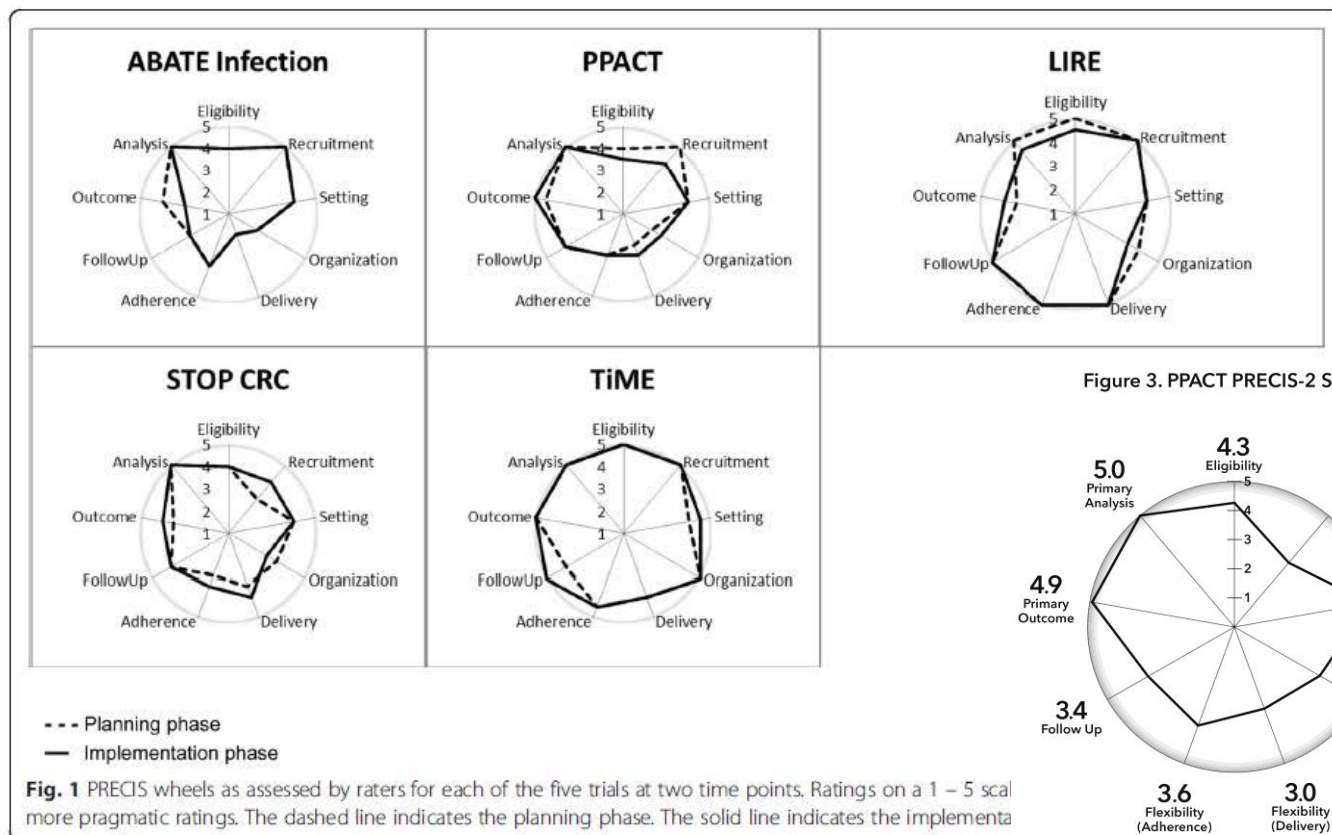 ABATE Infection
Eligibility
5
4
3
2
1
Analysis
Recruitment
Outcome
Setting
FollowUp
Organization
Adherence
Delivery
PPACT
Eligibility
5
4
3
2
1
Analysis
Recruitment
Outcome
Setting
FollowUp
Organization
Adherence
Delivery
LIRE
Eligibility
5
4
3
2
1
Analysis
Recruitment
Outcome
Setting
FollowUp
Organization
Adherence
Delivery
STOP CRC
Eligibility
5
4
3
2
1
Analysis
Recruitment
Outcome
Setting
FollowUp
Organization
Adherence
Delivery
TiME
Eligibility
5
4
3
2
1
Analysis
Recruitment
Outcome
Setting
FollowUp
Organization
Adherence
Delivery
Figure 3. PPACT PRECIS-2 S
4.3
Eligibility
5
4
3
2
1
5.0
Primary
Analysis
4.9
Primary
Outcome
3.4
Follow Up
3.6
Flexibility
(Adherence)
3.0
Flexibility
(Delivery)
Planning phase
Implementation phase
Fig. 1 PRECIS wheels as assessed by raters for each of the five trials at two time points. Ratings on a 1 – 5 scal
more pragmatic ratings. The dashed line indicates the planning phase. The solid line indicates the implementa